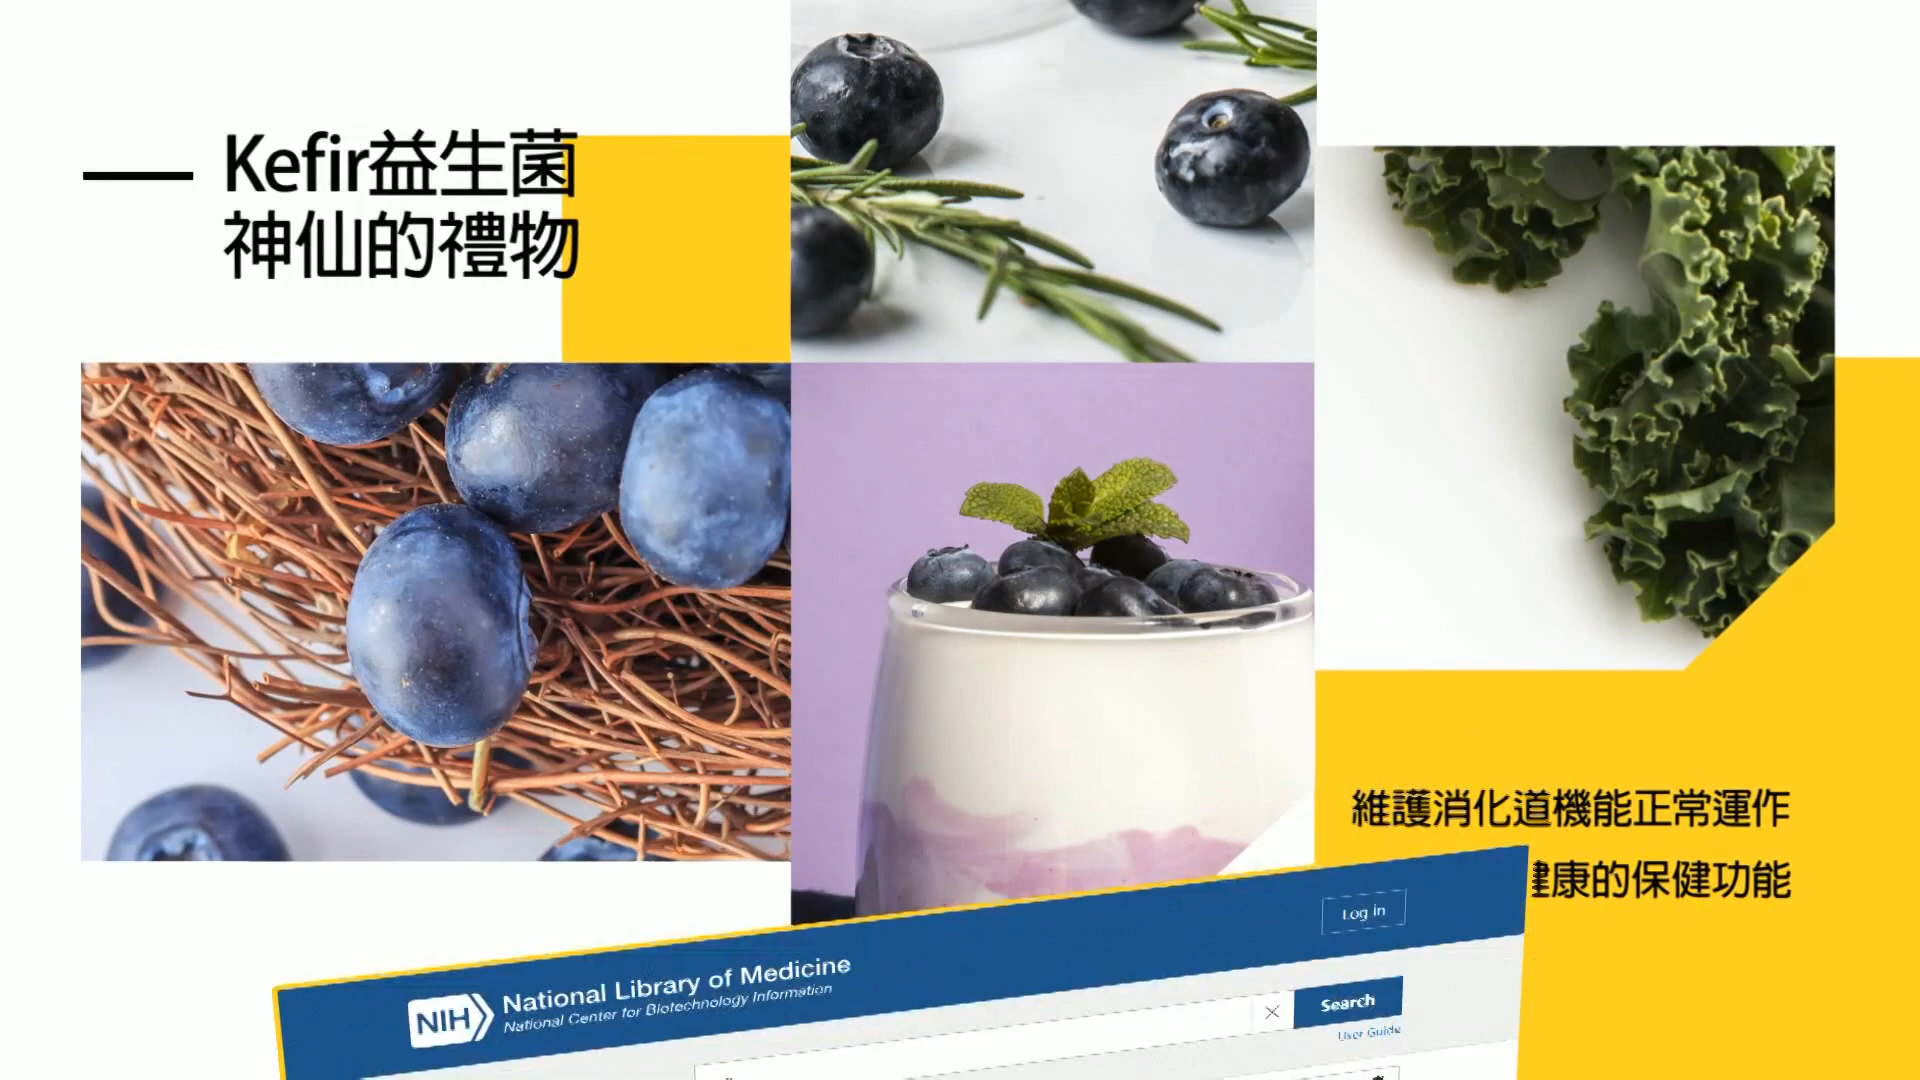 Kefir益生菌
神仙的禮物
維護消化道機能正常運作
康的保健功能
Log in
NIH
National Library of Medicine
National Center for Biotechnology Information
Search
User Guide